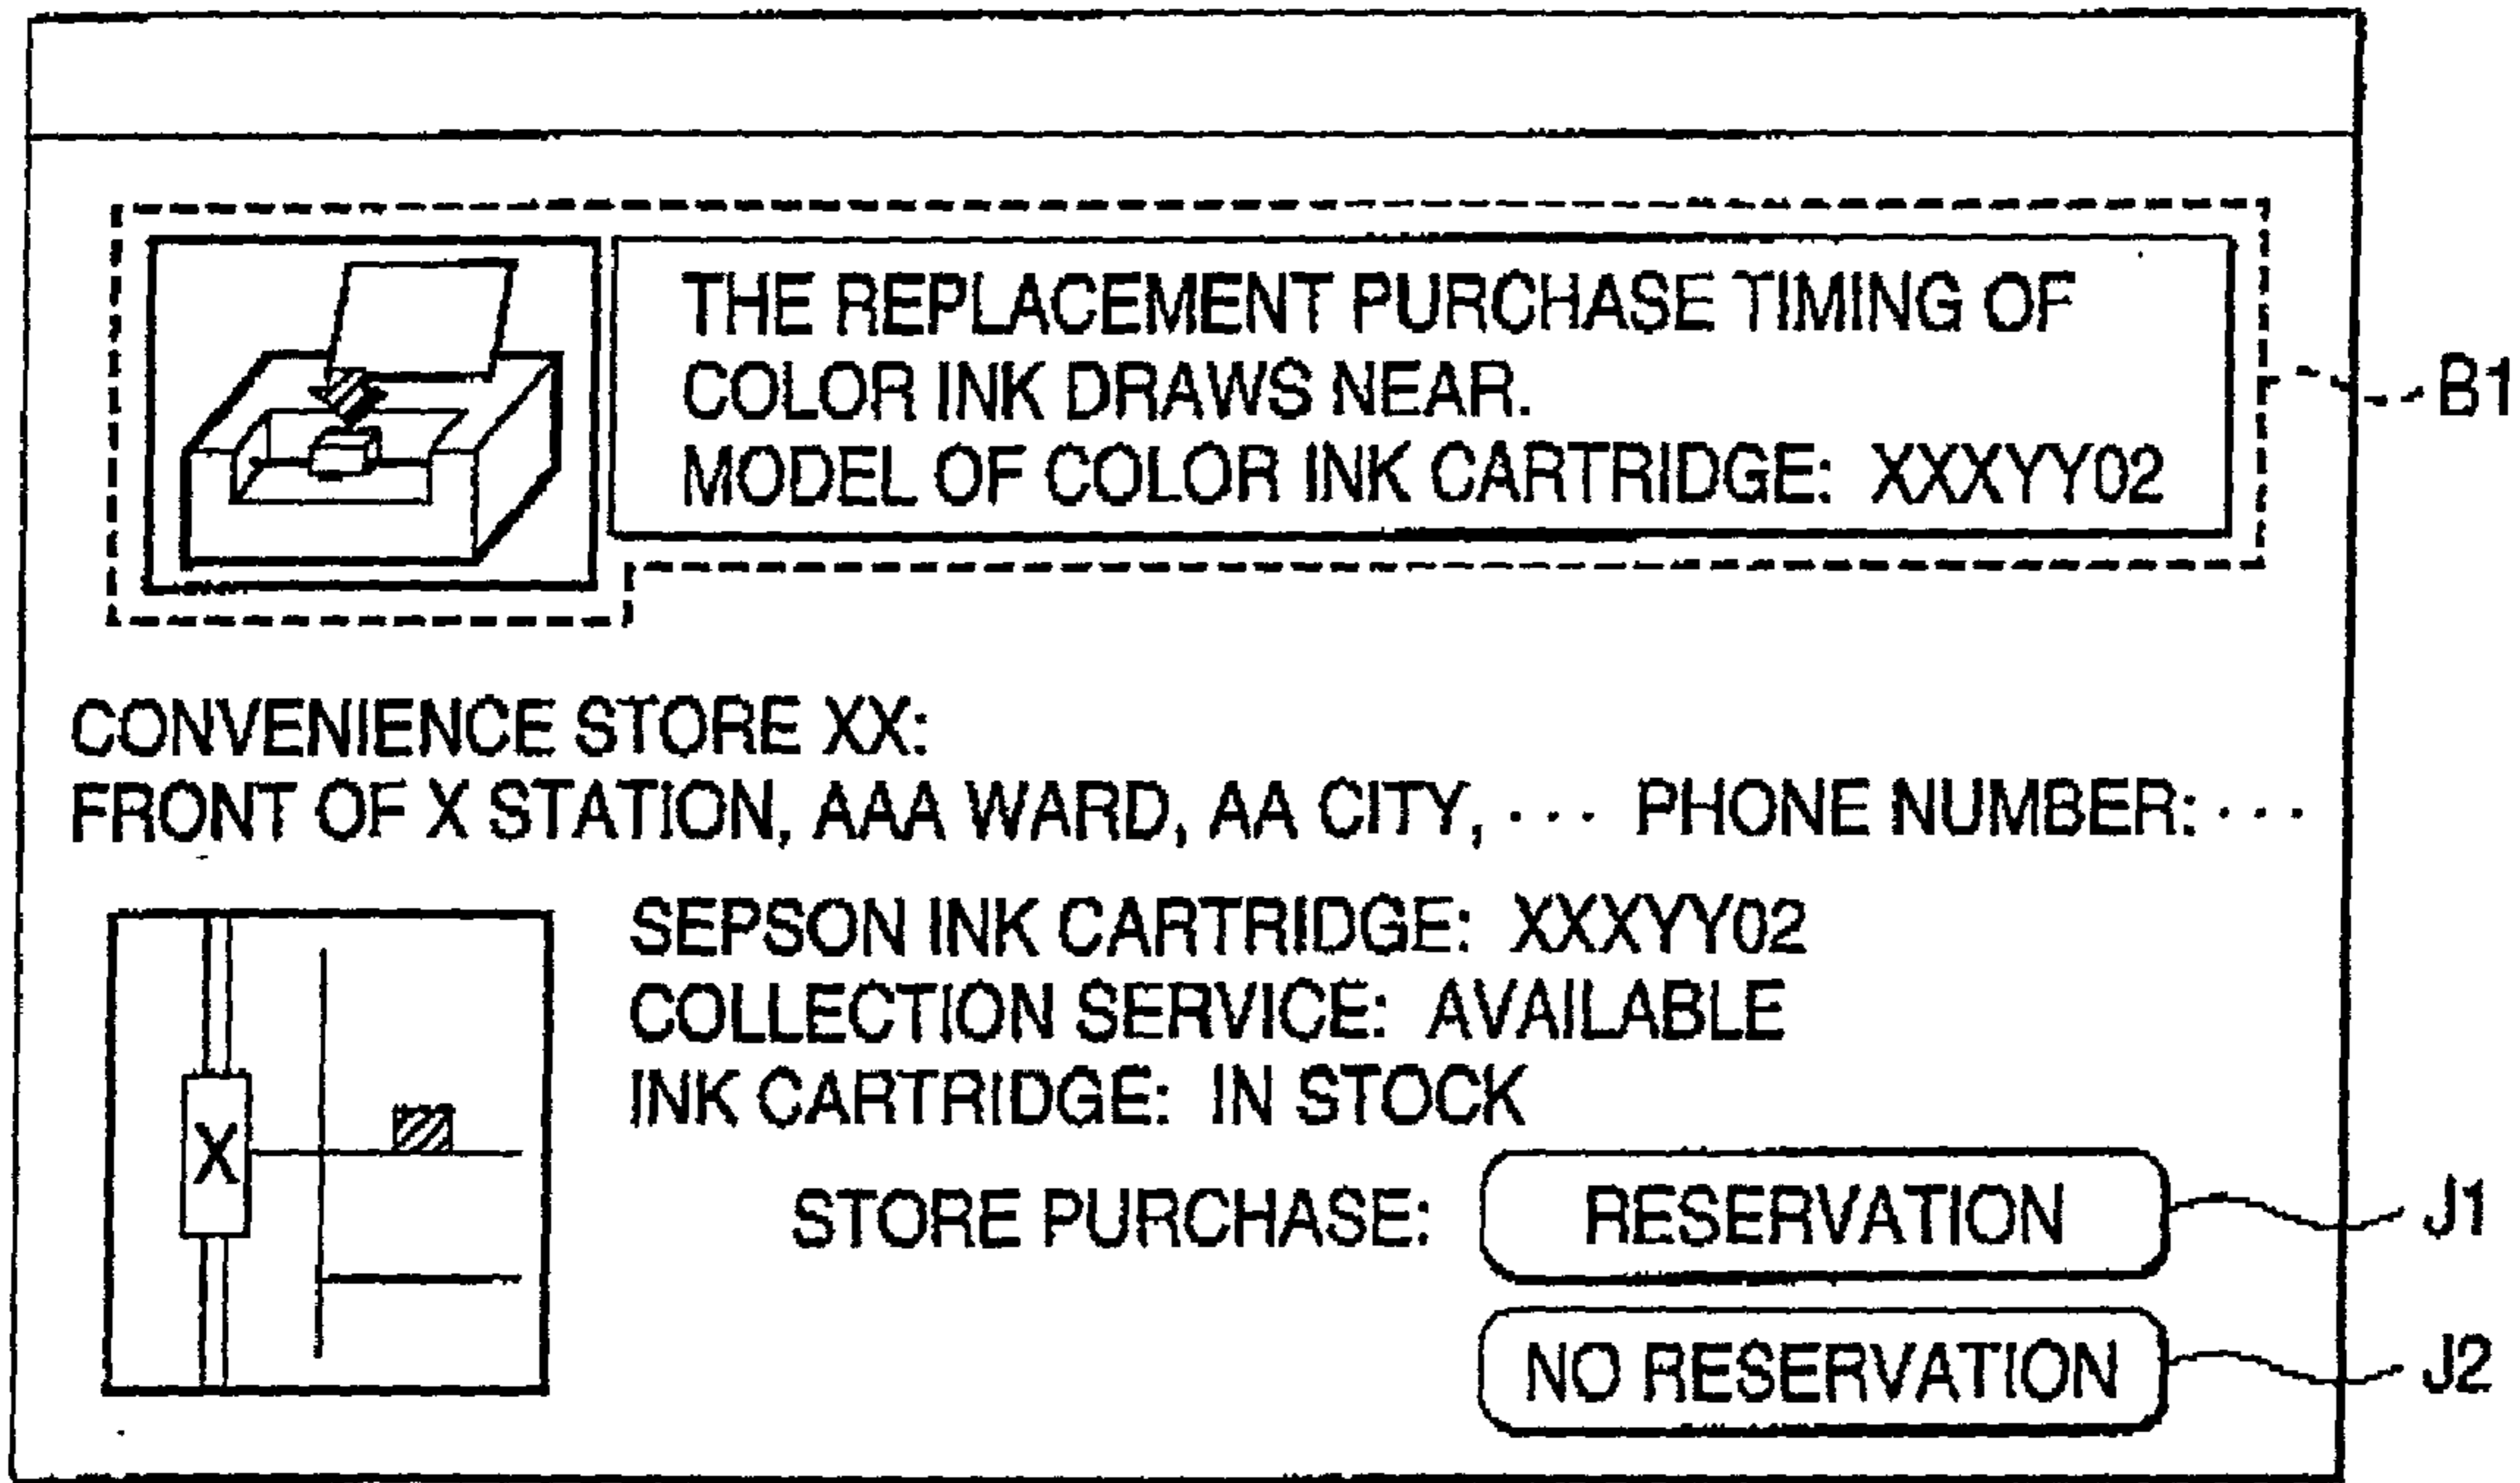 THE REPLACEMENT PURCHASE TIMING OF
COLOR INK DRAWS NEAR.
MODEL OF COLOR INK CARTRIDGE: XXXYY02
B1
CONVENIENCE STORE XX:
FRONT OF X STATION, AAA WARD, AA CITY, ··· PHONE NUMBER: ···
SEPSON INK CARTRIDGE: XXXYY02
COLLECTION SERVICE: AVAILABLE
INK CARTRIDGE: IN STOCK
X
STORE PURCHASE: RESERVATION J1
NO RESERVATION J2